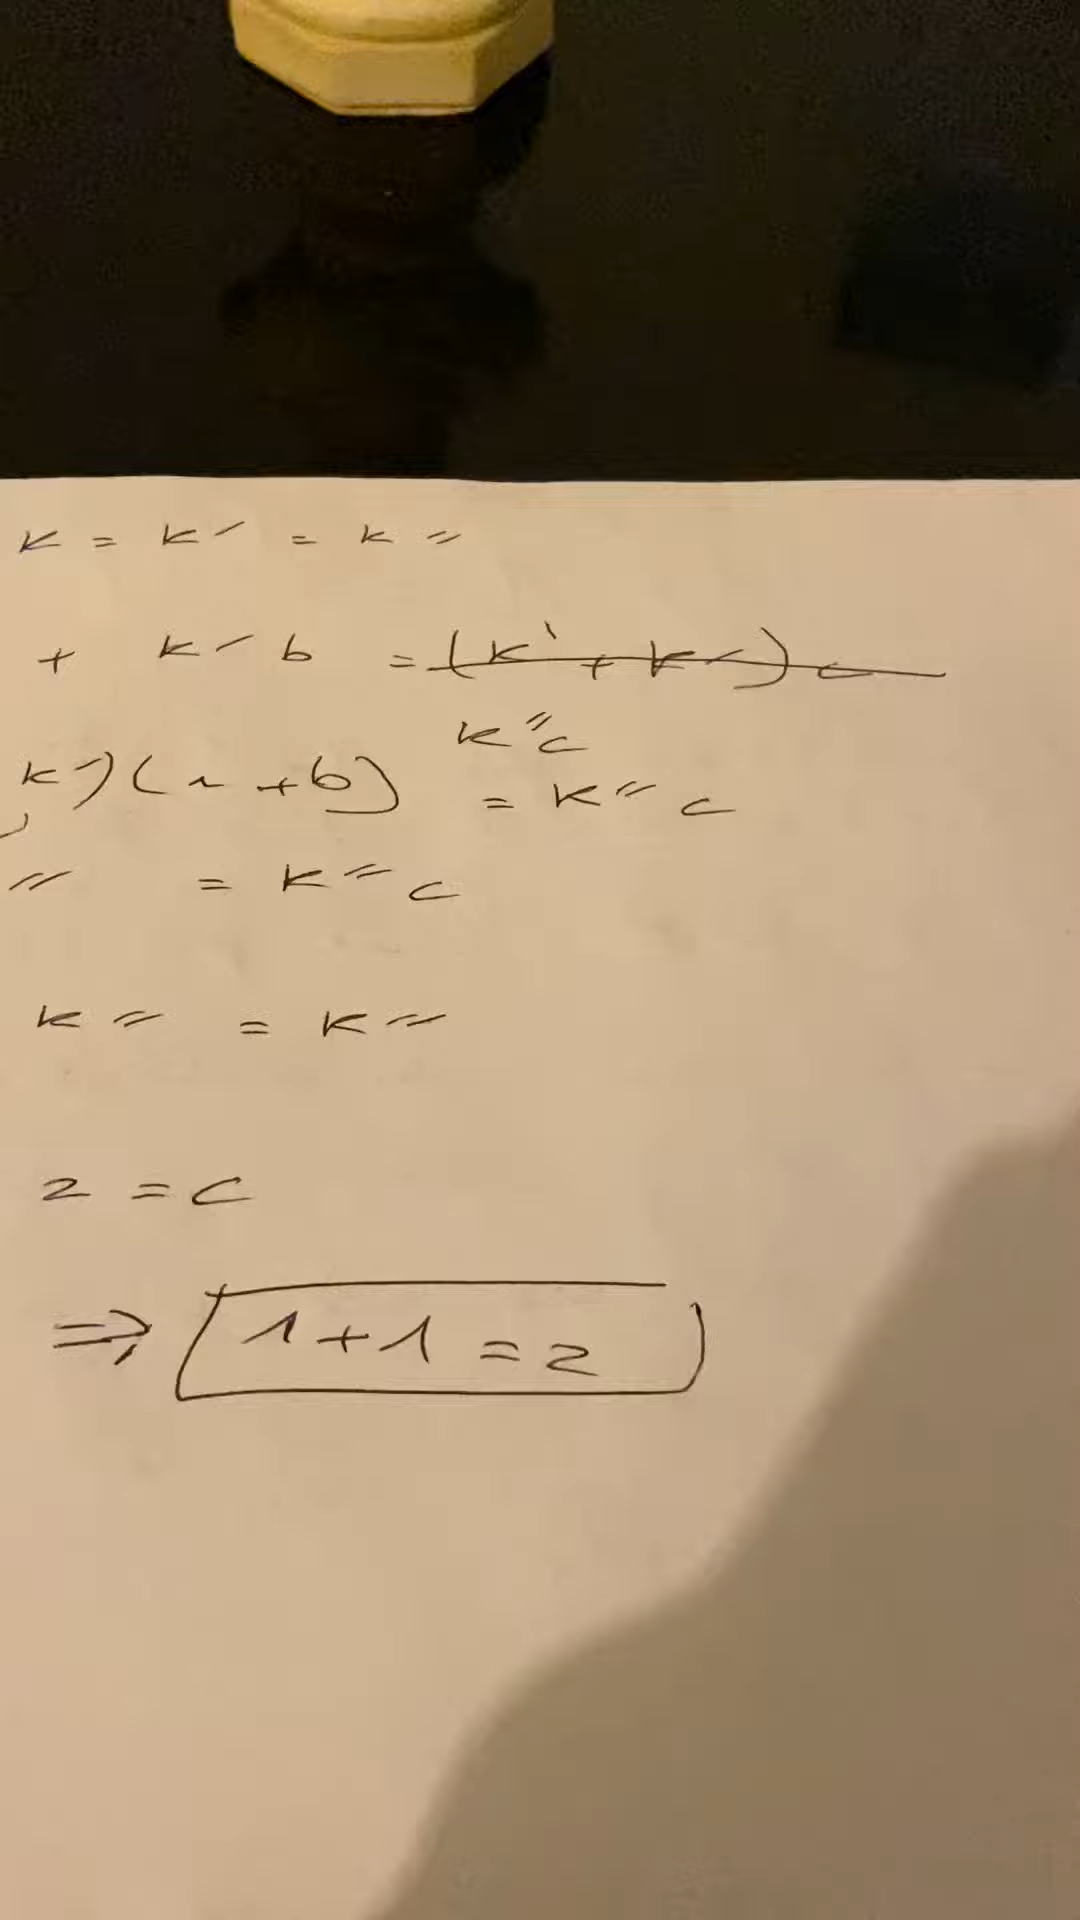 k = k' = k''
+ k' b = (k' + k') c
k'' c
k')(1 + b) = k'' c
'' = k'' c
k'' = k''
2 = c
⇒ 1 + 1 = 2